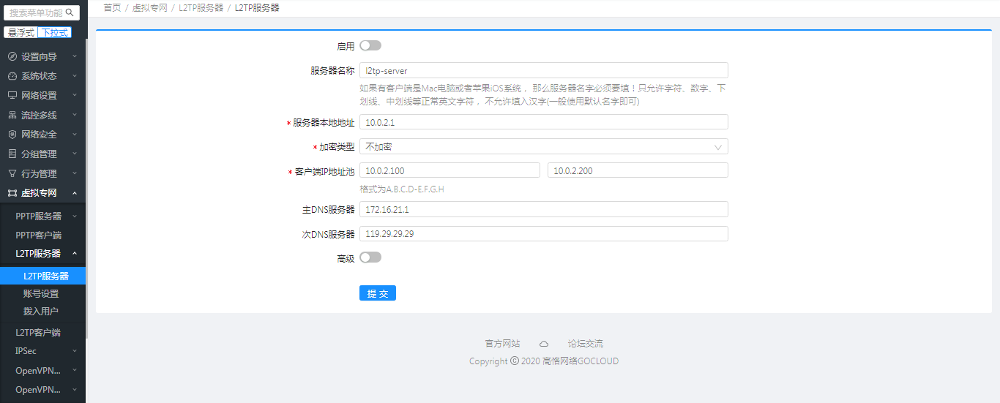 搜索菜单功能
悬浮式 下拉式
设置向导
系统状态
网络设置
流控多线
网络安全
分组管理
行为管理
虚拟专网
PPTP服务器
PPTP客户端
L2TP服务器
L2TP服务器
账号设置
拨入用户
L2TP客户端
IPSec
OpenVPN...
OpenVPN...
首页 / 虚拟专网 / L2TP服务器 / L2TP服务器
启用
服务器名称 l2tp-server
如果有客户端是Mac电脑或者苹果iOS系统， 那么服务器名字必须要填！只允许字符、数字、下
划线、中划线等正常英文字符， 不允许填入汉字(一般使用默认名字即可)
* 服务器本地地址 10.0.2.1
* 加密类型 不加密
* 客户端IP地址池 10.0.2.100 10.0.2.200
格式为A.B.C.D-E.F.G.H
主DNS服务器 172.16.21.1
次DNS服务器 119.29.29.29
高级
提 交
官方网站 论坛交流
Copyright © 2020 高恪网络GOCLOUD